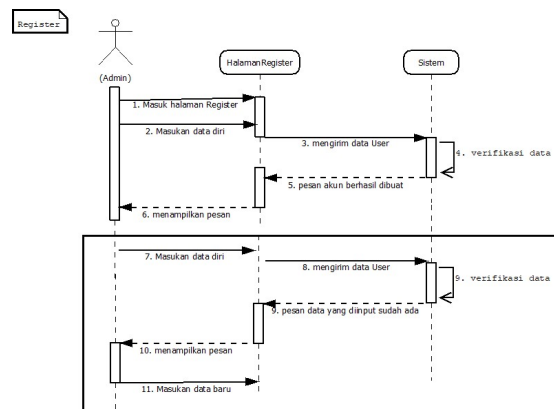 Register
(Admin)
HalamanRegister
Sistem
1. Masuk halaman Register
2. Masukan data diri
3. mengirim data User
4. verifikasi data
5. pesan akun berhasil dibuat
6. menampilkan pesan
7. Masukan data diri
8. mengirim data User
9. verifikasi data
9. pesan data yang diinput sudah ada
10. menampilkan pesan
11. Masukan data baru